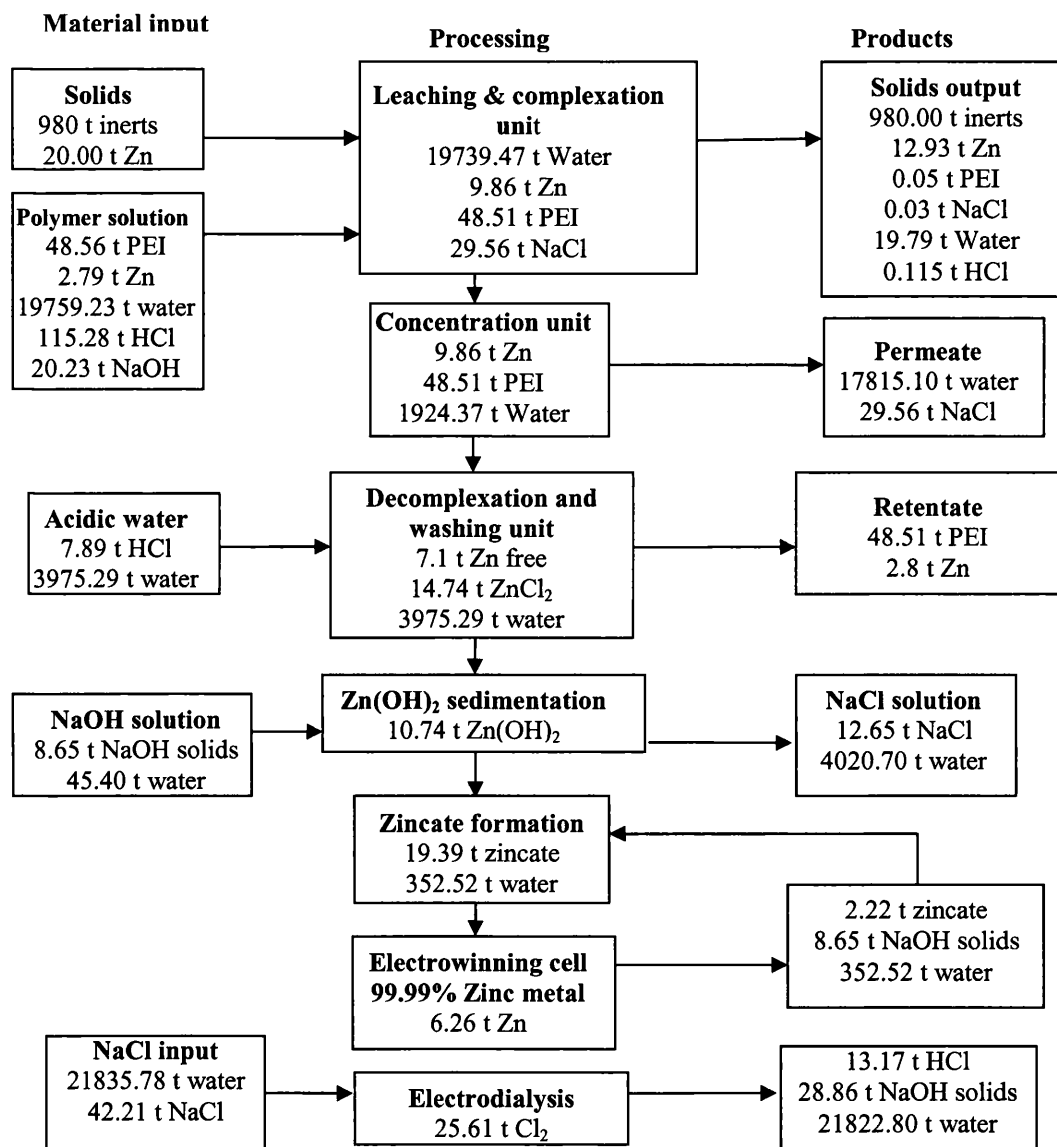 Material input
Processing
Products
Solids
980 t inerts
20.00 t Zn
Leaching & complexation
unit
19739.47 t Water
9.86 t Zn
48.51 t PEI
29.56 t NaCl
Solids output
980.00 t inerts
12.93 t Zn
0.05 t PEI
0.03 t NaCl
19.79 t Water
0.115 t HCl
Polymer solution
48.56 t PEI
2.79 t Zn
19759.23 t water
115.28 t HCl
20.23 t NaOH
Concentration unit
9.86 t Zn
48.51 t PEI
1924.37 t Water
Permeate
17815.10 t water
29.56 t NaCl
Acidic water
7.89 t HCl
3975.29 t water
Decomplexation and
washing unit
7.1 t Zn free
14.74 t ZnCl₂
3975.29 t water
Retentate
48.51 t PEI
2.8 t Zn
NaOH solution
8.65 t NaOH solids
45.40 t water
Zn(OH)₂ sedimentation
10.74 t Zn(OH)₂
NaCl solution
12.65 t NaCl
4020.70 t water
Zincate formation
19.39 t zincate
352.52 t water
2.22 t zincate
8.65 t NaOH solids
352.52 t water
Electrowinning cell
99.99% Zinc metal
6.26 t Zn
NaCl input
21835.78 t water
42.21 t NaCl
Electrodialysis
25.61 t Cl₂
13.17 t HCl
28.86 t NaOH solids
21822.80 t water